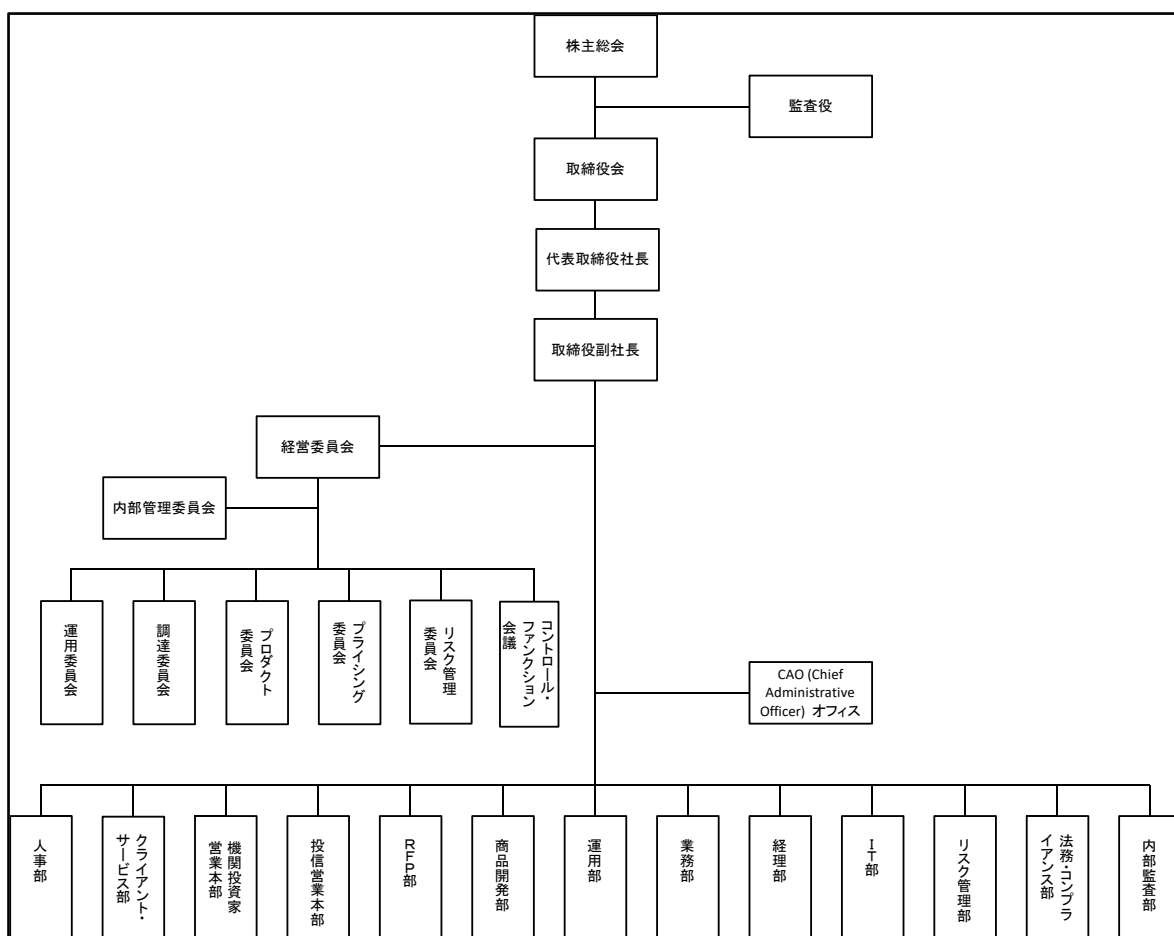 株主総会
監査役
取締役会
代表取締役社長
取締役副社長
経営委員会
内部管理委員会
運用委員会
調達委員会
プロダクト
委員会
プライシング
委員会
リスク管理
委員会
コントロール・
ファンクション
会議
CAO (Chief
Administrative
Officer) オフィス
人事部
クライアント・
サービス部
機関投資家
営業本部
投信営業本部
RFP部
商品開発部
運用部
業務部
経理部
IT部
リスク管理部
法務・コンプラ
イアンス部
内部監査部